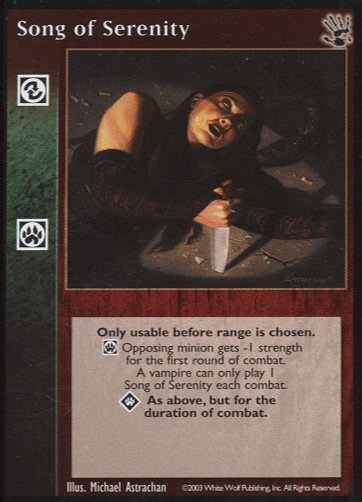 Song of Serenity
Only usable before range is chosen.
Opposing minion gets -1 strength
for the first round of combat.
A vampire can only play 1
Song of Serenity each combat.
As above, but for the
duration of combat.
Illus. Michael Astrachan
©2003 White Wolf Publishing, Inc. All Rights Reserved.